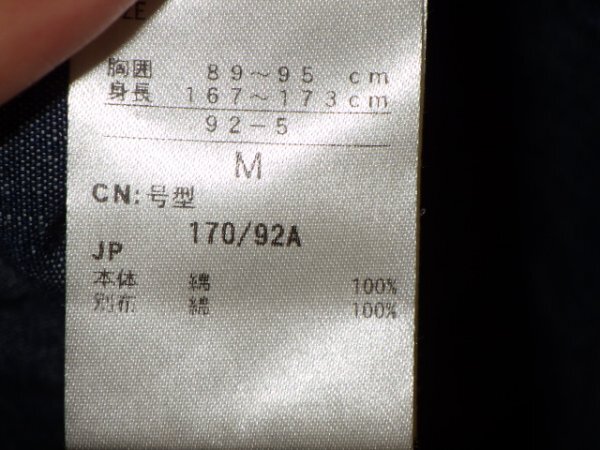 SIZE
胸囲 89～95 cm
身長 167～173cm
92-5
M
CN:号型
170/92A
JP
本体 綿 100%
別布 綿 100%